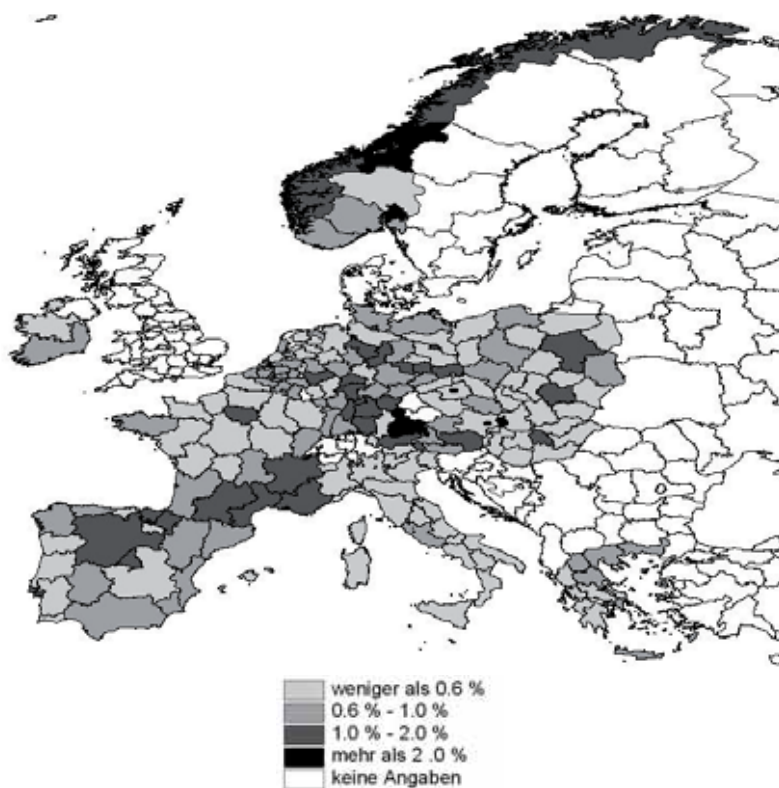 weniger als 0.6 %
0.6 % - 1.0 %
1.0 % - 2.0 %
mehr als 2 .0 %
keine Angaben